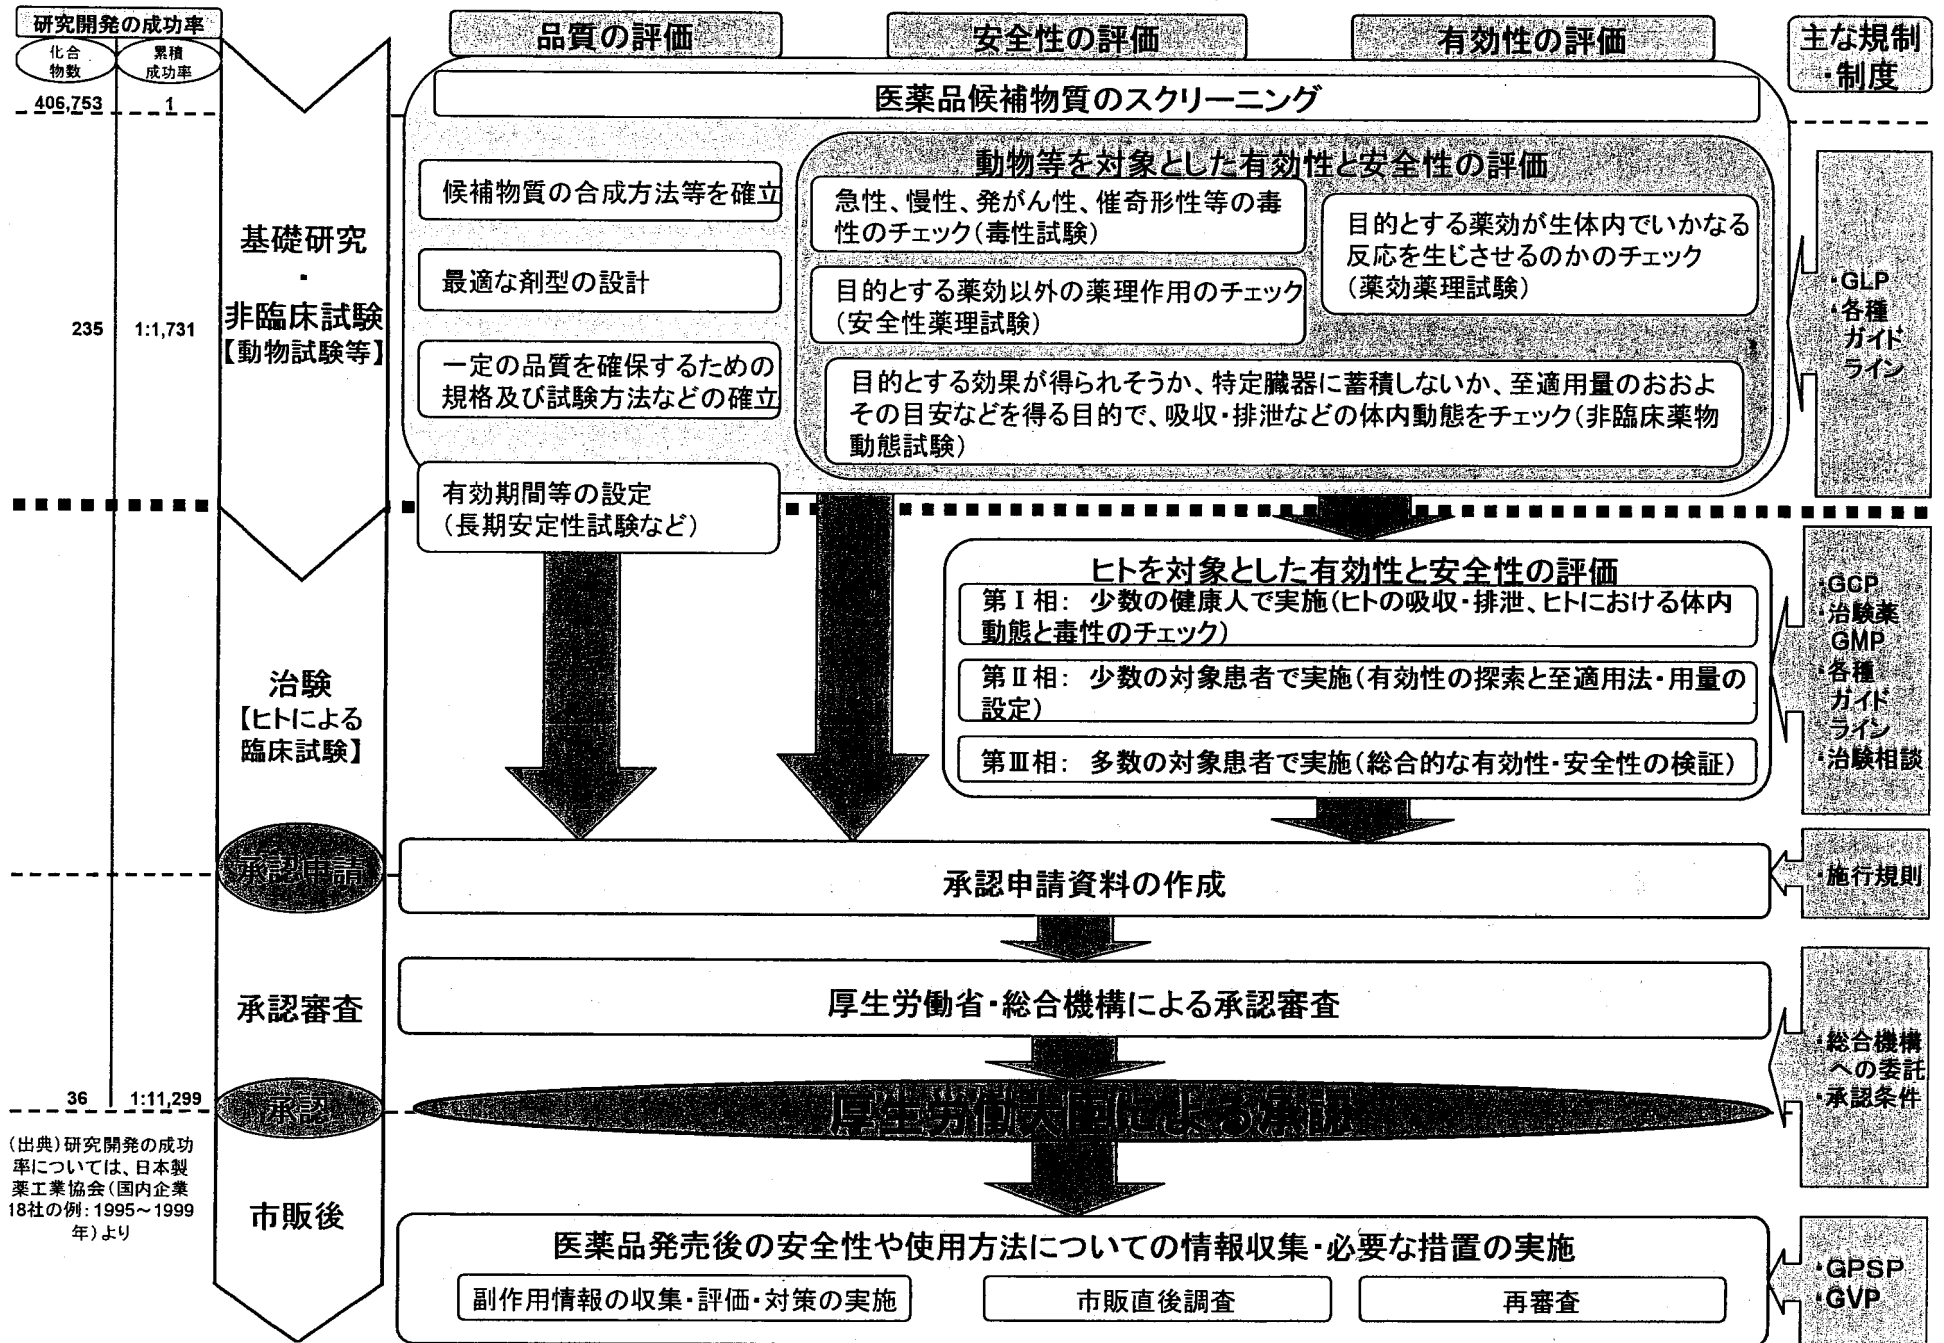 研究開発の成功率
化合
物数
累積
成功率
品質の評価
安全性の評価
有効性の評価
主な規制
・制度
406,753
1
医薬品候補物質のスクリーニング
基礎研究
・
非臨床試験
【動物試験等】
235
1:1,731
候補物質の合成方法等を確立
最適な剤型の設計
一定の品質を確保するための
規格及び試験方法などの確立
有効期間等の設定
(長期安定性試験など)
動物等を対象とした有効性と安全性の評価
急性、慢性、発がん性、催奇形性等の毒
性のチェック(毒性試験)
目的とする薬効以外の薬理作用のチェック
(安全性薬理試験)
目的とする薬効が生体内でいかなる
反応を生じさせるのかのチェック
(薬効薬理試験)
目的とする効果が得られそうか、特定臓器に蓄積しないか、至適用量のおおよ
その目安などを得る目的で、吸収・排泄などの体内動態をチェック(非臨床薬物
動態試験)
・GLP
・各種
ガイド
ライン
治験
【ヒトによる
臨床試験】
ヒトを対象とした有効性と安全性の評価
第Ⅰ相: 少数の健康人で実施(ヒトの吸収・排泄、ヒトにおける体内
動態と毒性のチェック)
第Ⅱ相: 少数の対象患者で実施(有効性の探索と至適用法・用量の
設定)
第Ⅲ相: 多数の対象患者で実施(総合的な有効性・安全性の検証)
・GCP
・治験薬
GMP
・各種
ガイド
ライン
・治験相談
承認申請
承認申請資料の作成
・施行規則
承認審査
厚生労働省・総合機構による承認審査
・総合機構
への委託
・承認条件
36
1:11,299
承認
厚生労働大臣による承認
(出典)研究開発の成功
率については、日本製
薬工業協会(国内企業
18社の例:1995～1999
年)より
市販後
医薬品発売後の安全性や使用方法についての情報収集・必要な措置の実施
副作用情報の収集・評価・対策の実施
市販直後調査
再審査
・GPSP
・GVP